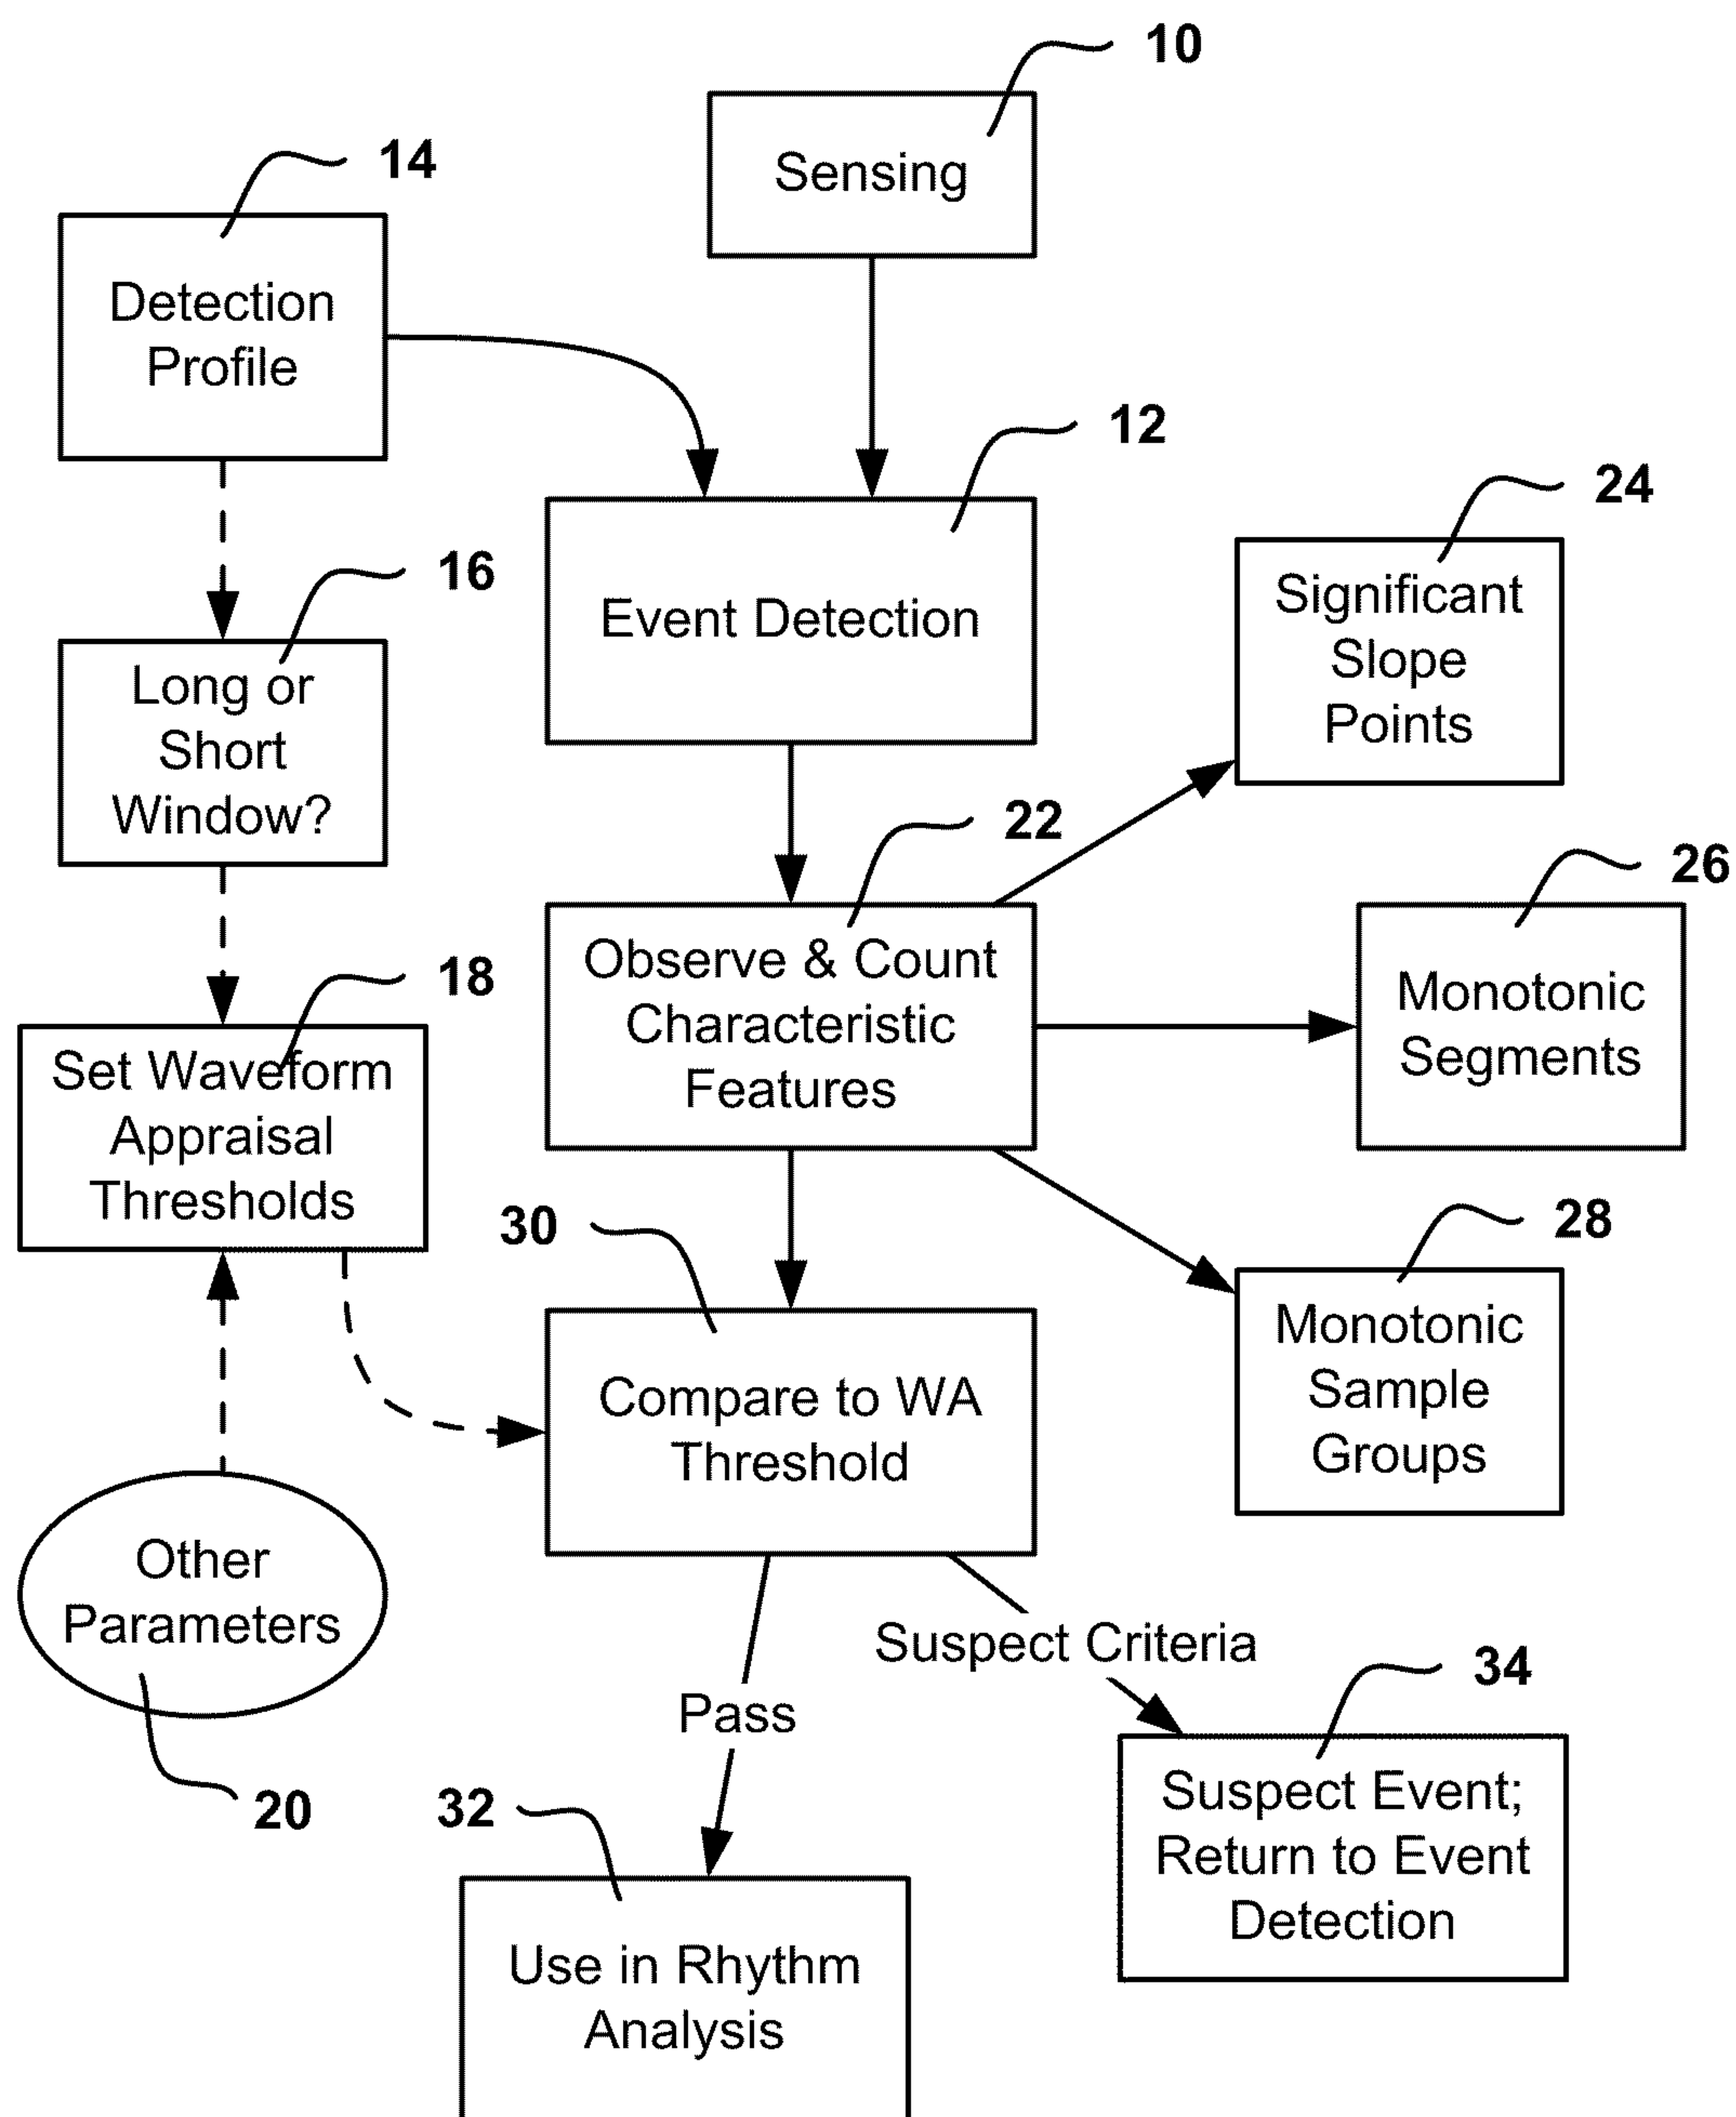 10
Sensing
14
Detection
Profile
12
Event Detection
24
Significant
Slope
Points
16
Long or
Short
Window?
22
Observe & Count
Characteristic
Features
26
Monotonic
Segments
18
Set Waveform
Appraisal
Thresholds
28
Monotonic
Sample
Groups
30
Compare to WA
Threshold
Other
Parameters
20
Suspect Criteria
Pass
34
Suspect Event;
Return to Event
Detection
32
Use in Rhythm
Analysis